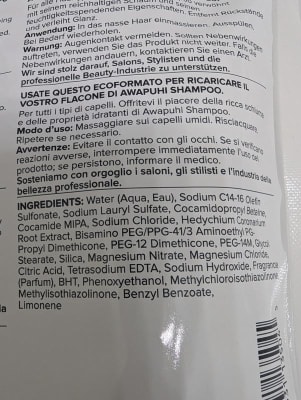 mit seinem reichhaltigen Schaum und seinen
feuchtigkeitsspendenden Eigenschaften. Entfernt Rückstände
und verleiht Glanz.
Anwendung: In das nasse Haar einmassieren. Ausspülen.
Bei Bedarf wiederholen.
Warnung: Augenkontakt vermeiden. Sollten Nebenwirkungen
auftreten, verwenden Sie das Produkt nicht weiter. Falls die
Nebenwirkungen andauern, kontaktieren Sie einen Arzt.
Wir sind stolz darauf, Salons, Stylisten und die
professionelle Beauty-Industrie zu unterstützen.
USATE QUESTO ECOFORMATO PER RICARICARE IL
VOSTRO FLACONE DI AWAPUHI SHAMPOO.
Per tutti i tipi di capelli. Offritevi il piacere della ricca schiuma
e delle proprietà idratanti di Awapuhi Shampoo.
Modo d'uso: Massaggiare sui capelli umidi. Risciacquare.
Ripetere se necessario.
Avvertenze: Evitare il contatto con gli occhi. Se si verificano
reazioni avverse, interrompere immediatamente l'uso del
prodotto; se persistono, informare il medico.
Sosteniamo con orgoglio i saloni, gli stilisti e l'industria della
bellezza professionale.
INGREDIENTS: Water (Aqua, Eau), Sodium C14-16 Olefin
Sulfonate, Sodium Lauryl Sulfate, Cocamidopropyl Betaine,
Cocamide MIPA, Sodium Chloride, Hedychium Coronarium
Root Extract, Bisamino PEG/PPG-41/3 Aminoethyl PG-
Propyl Dimethicone, PEG-12 Dimethicone, PEG-14M, Glycol
Stearate, Silica, Magnesium Nitrate, Magnesium Chloride,
Citric Acid, Tetrasodium EDTA, Sodium Hydroxide, Fragrance
(Parfum), BHT, Phenoxyethanol, Methylchloroisothiazolinone,
Methylisothiazolinone, Benzyl Benzoate,
Limonene